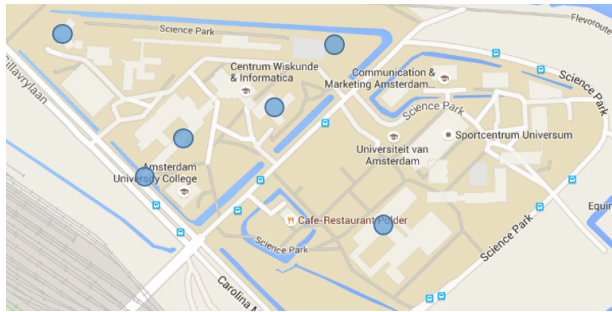 Flevoroute
Science Park
Centrum Wiskunde
& Informatica
Communication &
Marketing Amsterdam...
Science Park
Science Park
Universiteit van
Amsterdam
Sportcentrum Universum
Amsterdam
University College
Cafe-Restaurant Polder
Science Park
Science Park
Carolina M
Equin